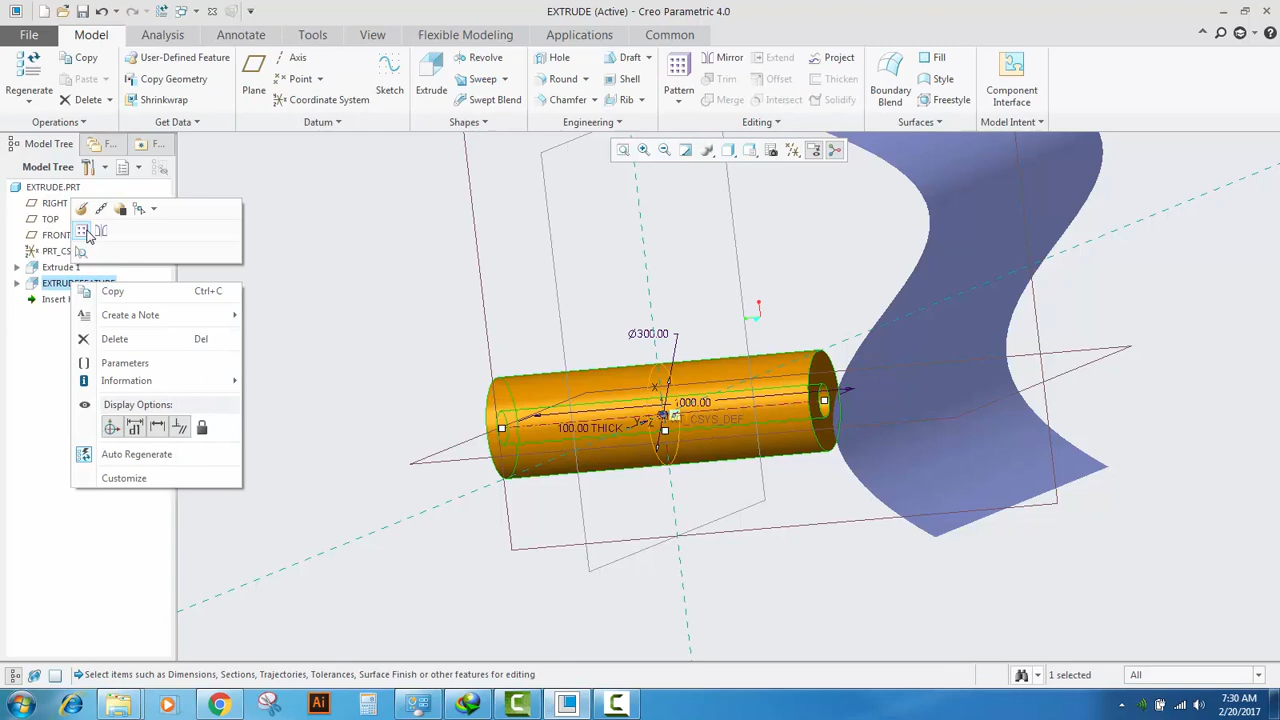 EXTRUDE (Active) - Creo Parametric 4.0
File Model Analysis Annotate Tools View Flexible Modeling Applications Common
Regenerate
Copy
Paste
Delete
Operations
User-Defined Feature
Copy Geometry
Shrinkwrap
Get Data
Plane
Axis
Point
Coordinate System
Sketch
Datum
Extrude
Revolve
Sweep
Swept Blend
Shapes
Hole
Round
Chamfer
Draft
Shell
Rib
Engineering
Pattern
Mirror
Trim
Merge
Extend
Offset
Intersect
Project
Thicken
Solidify
Editing
Boundary
Blend
Fill
Style
Freestyle
Surfaces
Component
Interface
Model Intent
Model Tree
F...
F...
Model Tree
EXTRUDE.PRT
RIGHT
TOP
FRONT
PRT_CS
Extrude 1
Insert
Copy Ctrl+C
Create a Note
Delete Del
Parameters
Information
Display Options:
Auto Regenerate
Customize
Ø300.00
X
100.00 THICK
Select items such as Dimensions, Sections, Trajectories, Tolerances, Surface Finish or other features for editing
1 selected
All
Ai
7:30 AM
2/20/2017